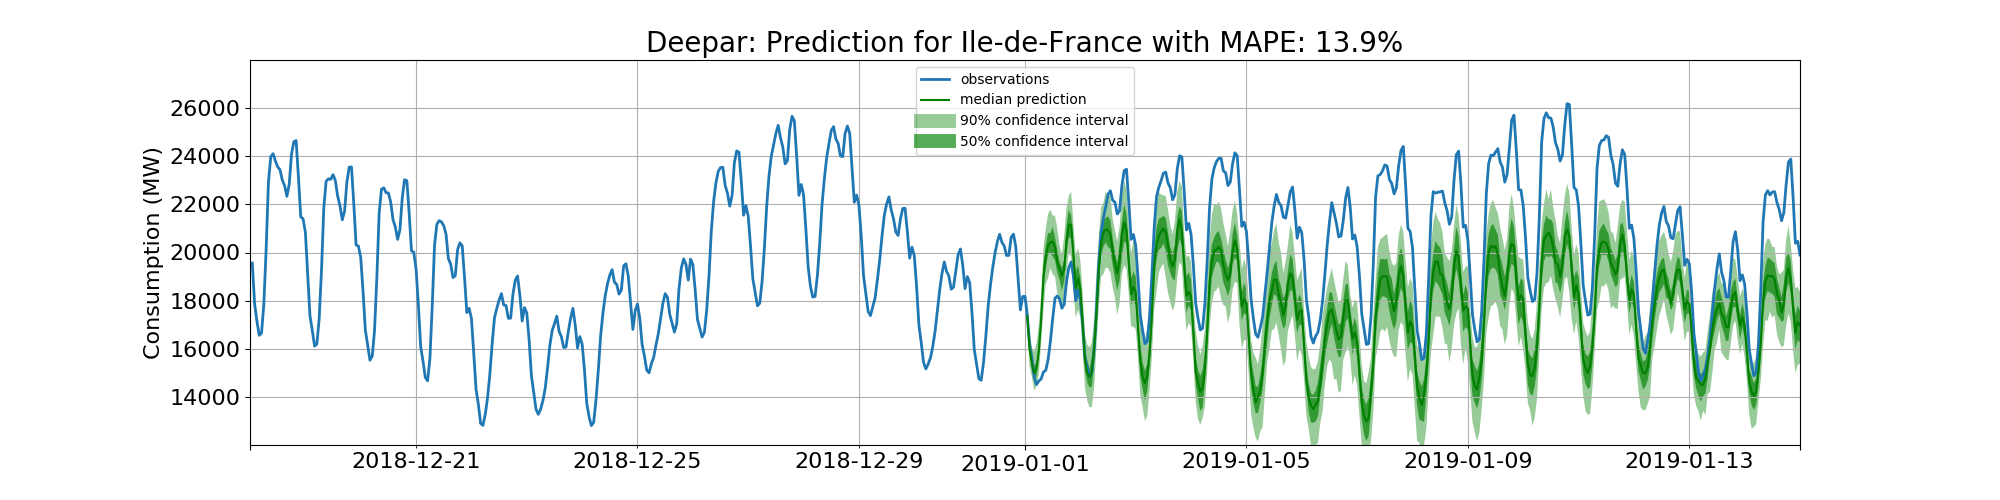 Deepar: Prediction for Ile-de-France with MAPE: 13.9%
observations
median prediction
90% confidence interval
50% confidence interval
Consumption (MW)
26000
24000
22000
20000
18000
16000
14000
2018-12-21 2018-12-25 2018-12-29 2019-01-01 2019-01-05 2019-01-09 2019-01-13